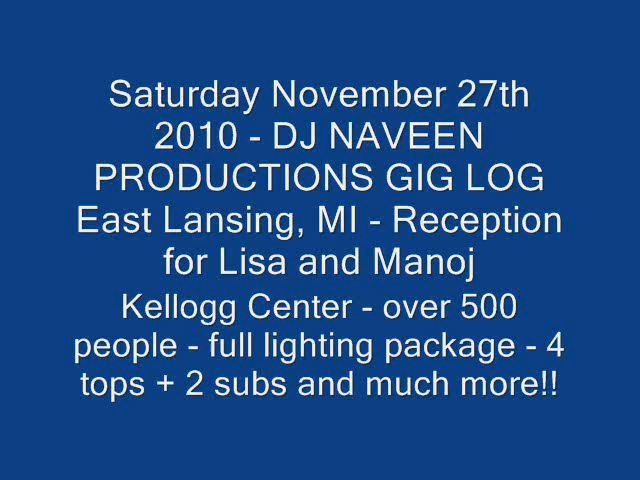 Saturday November 27th
2010 - DJ NAVEEN
PRODUCTIONS GIG LOG
East Lansing, MI - Reception
for Lisa and Manoj
Kellogg Center - over 500
people - full lighting package - 4
tops + 2 subs and much more!!